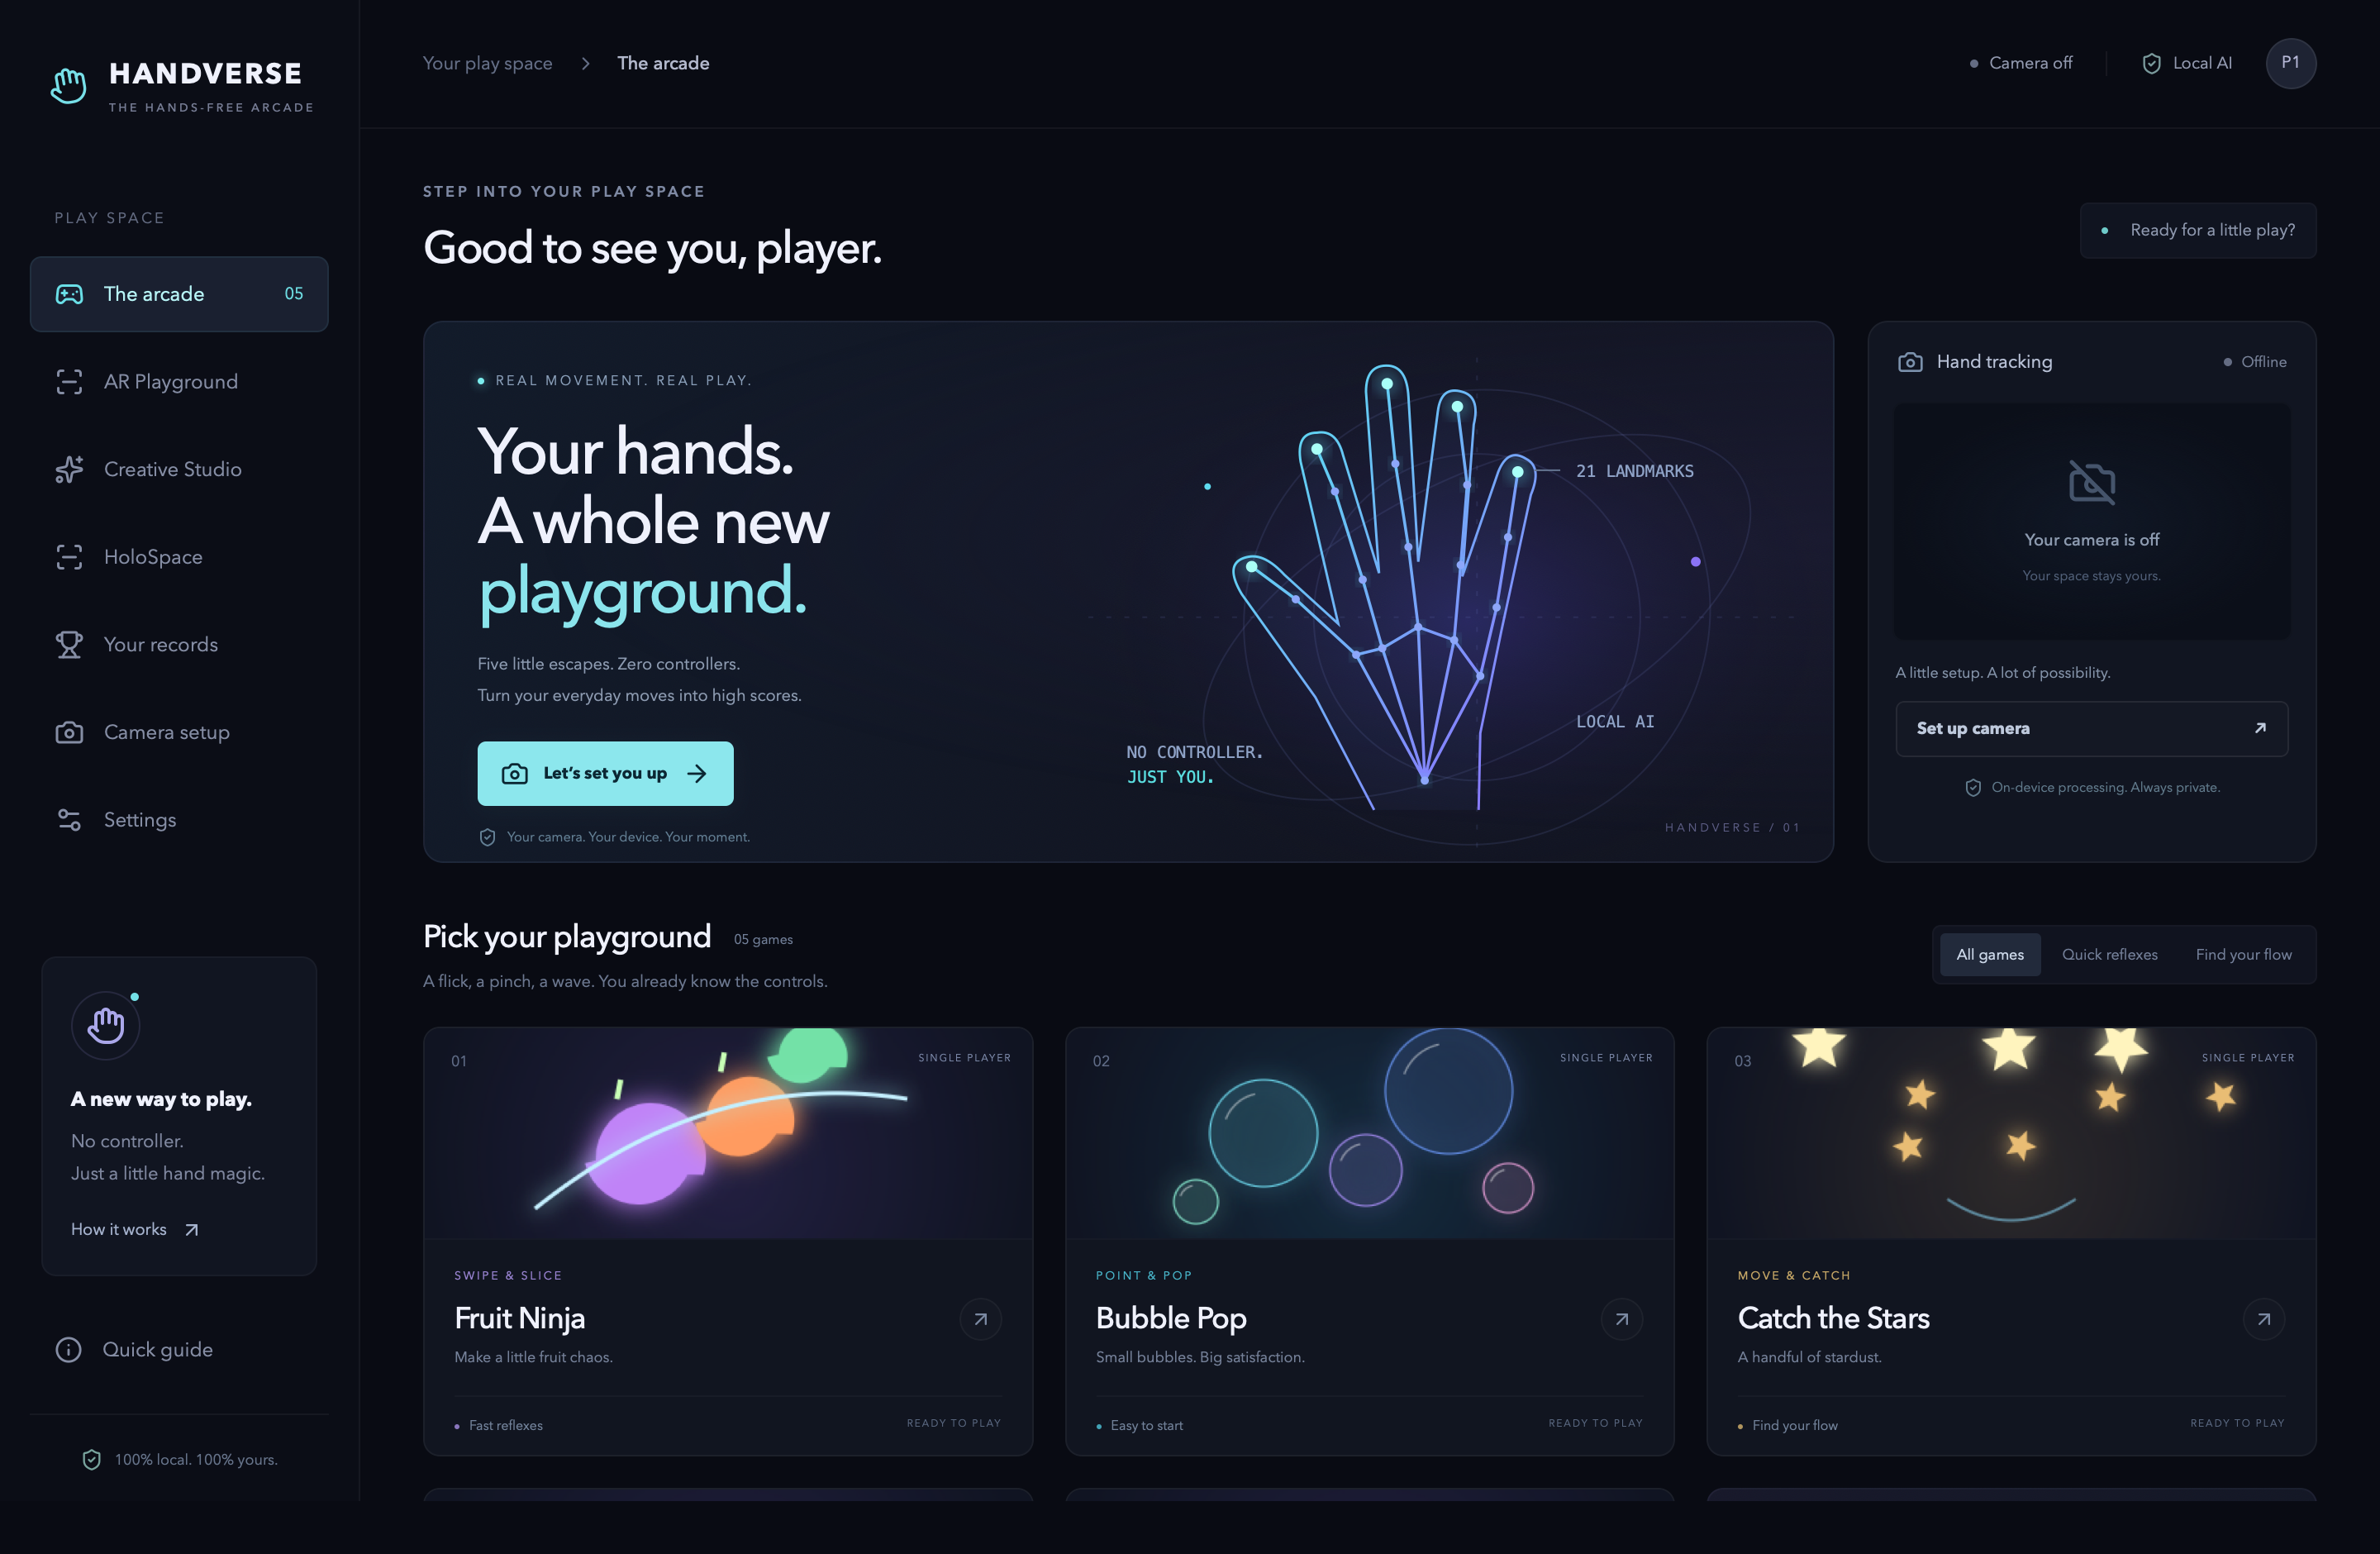 HANDVERSE
THE HANDS-FREE ARCADE
PLAY SPACE
The arcade 05
AR Playground
Creative Studio
HoloSpace
Your records
Camera setup
Settings
A new way to play.
No controller.
Just a little hand magic.
How it works
Quick guide
100% local. 100% yours.
Your play space The arcade
Camera off Local AI P1
STEP INTO YOUR PLAY SPACE
Good to see you, player.
Ready for a little play?
REAL MOVEMENT. REAL PLAY.
Your hands.
A whole new
playground.
Five little escapes. Zero controllers.
Turn your everyday moves into high scores.
Let’s set you up
Your camera. Your device. Your moment.
21 LANDMARKS
LOCAL AI
NO CONTROLLER.
JUST YOU.
HANDVERSE / 01
Hand tracking Offline
Your camera is off
Your space stays yours.
A little setup. A lot of possibility.
Set up camera
On-device processing. Always private.
Pick your playground 05 games
A flick, a pinch, a wave. You already know the controls.
All games Quick reflexes Find your flow
01 SINGLE PLAYER
SWIPE & SLICE
Fruit Ninja
Make a little fruit chaos.
Fast reflexes READY TO PLAY
02 SINGLE PLAYER
POINT & POP
Bubble Pop
Small bubbles. Big satisfaction.
Easy to start READY TO PLAY
03 SINGLE PLAYER
MOVE & CATCH
Catch the Stars
A handful of stardust.
Find your flow READY TO PLAY